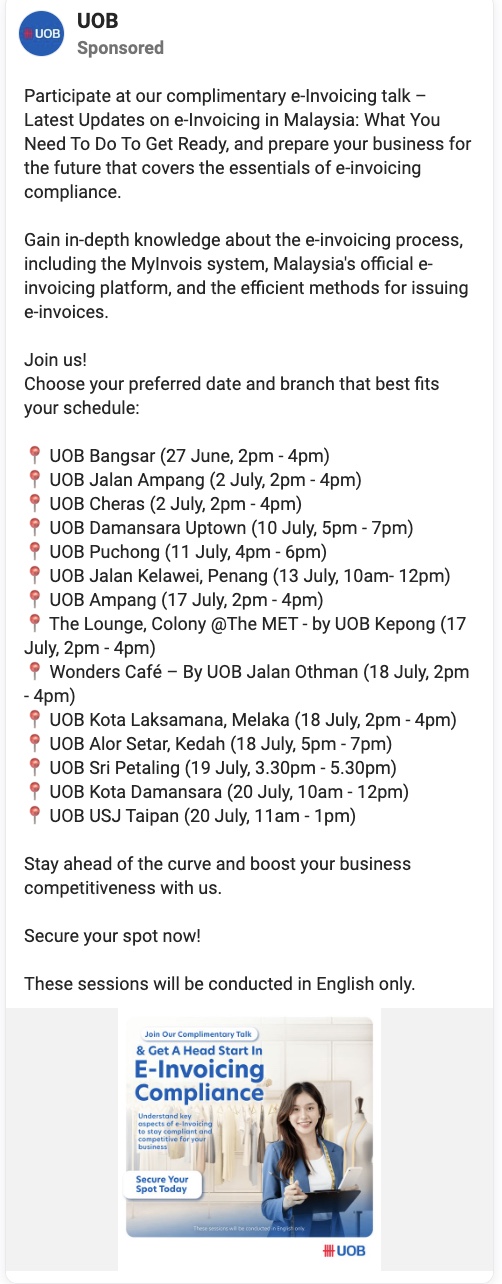 UOB
UOB
Sponsored
Participate at our complimentary e-Invoicing talk –
Latest Updates on e-Invoicing in Malaysia: What You
Need To Do To Get Ready, and prepare your business for
the future that covers the essentials of e-invoicing
compliance.
Gain in-depth knowledge about the e-invoicing process,
including the MyInvois system, Malaysia's official e-
invoicing platform, and the efficient methods for issuing
e-invoices.
Join us!
Choose your preferred date and branch that best fits
your schedule:
📍 UOB Bangsar (27 June, 2pm - 4pm)
📍 UOB Jalan Ampang (2 July, 2pm - 4pm)
📍 UOB Cheras (2 July, 2pm - 4pm)
📍 UOB Damansara Uptown (10 July, 5pm - 7pm)
📍 UOB Puchong (11 July, 4pm - 6pm)
📍 UOB Jalan Kelawei, Penang (13 July, 10am- 12pm)
📍 UOB Ampang (17 July, 2pm - 4pm)
📍 The Lounge, Colony @The MET - by UOB Kepong (17
July, 2pm - 4pm)
📍 Wonders Café – By UOB Jalan Othman (18 July, 2pm
- 4pm)
📍 UOB Kota Laksamana, Melaka (18 July, 2pm - 4pm)
📍 UOB Alor Setar, Kedah (18 July, 5pm - 7pm)
📍 UOB Sri Petaling (19 July, 3.30pm - 5.30pm)
📍 UOB Kota Damansara (20 July, 10am - 12pm)
📍 UOB USJ Taipan (20 July, 11am - 1pm)
Stay ahead of the curve and boost your business
competitiveness with us.
Secure your spot now!
These sessions will be conducted in English only.
Join Our Complimentary Talk
& Get A Head Start In
E-Invoicing
Compliance
Understand key
aspects of e-Invoicing
to stay compliant and
competitive for your
business
Secure Your
Spot Today
These sessions will be conducted in English only.
UOB